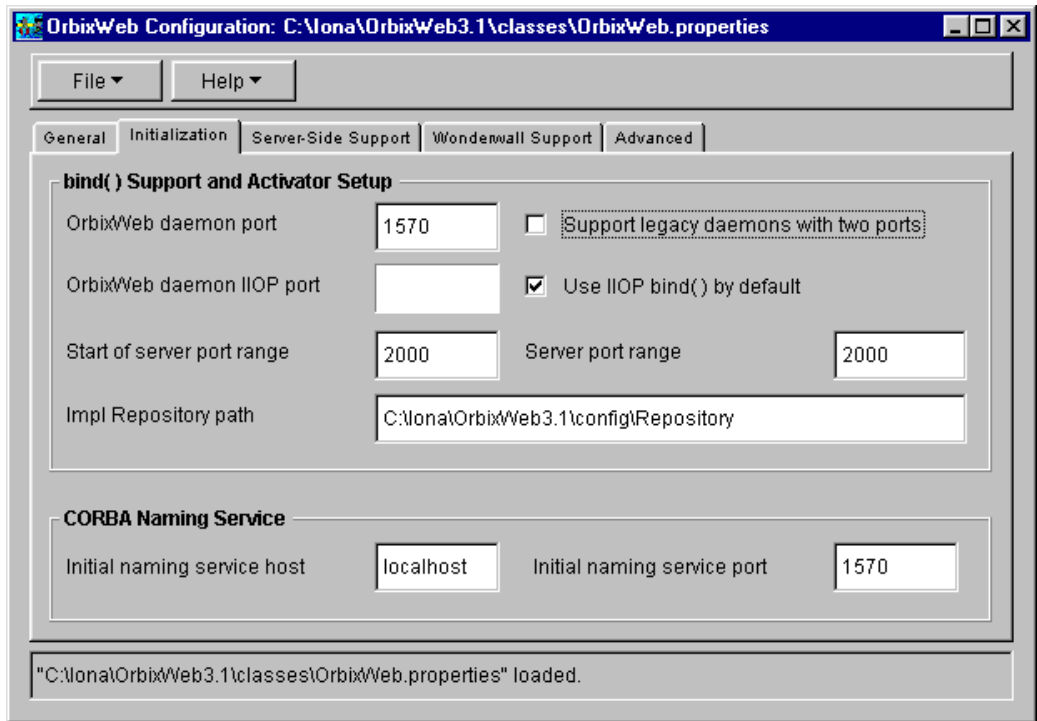 OrbixWeb Configuration: C:\Iona\OrbixWeb3.1\classes\OrbixWeb.properties
File Help
General Initialization Server-Side Support Wonderwall Support Advanced
bind( ) Support and Activator Setup
OrbixWeb daemon port 1570 Support legacy daemons with two ports
OrbixWeb daemon IIOP port Use IIOP bind( ) by default
Start of server port range 2000 Server port range 2000
Impl Repository path C:\Iona\OrbixWeb3.1\config\Repository
CORBA Naming Service
Initial naming service host localhost Initial naming service port 1570
"C:\Iona\OrbixWeb3.1\classes\OrbixWeb.properties" loaded.